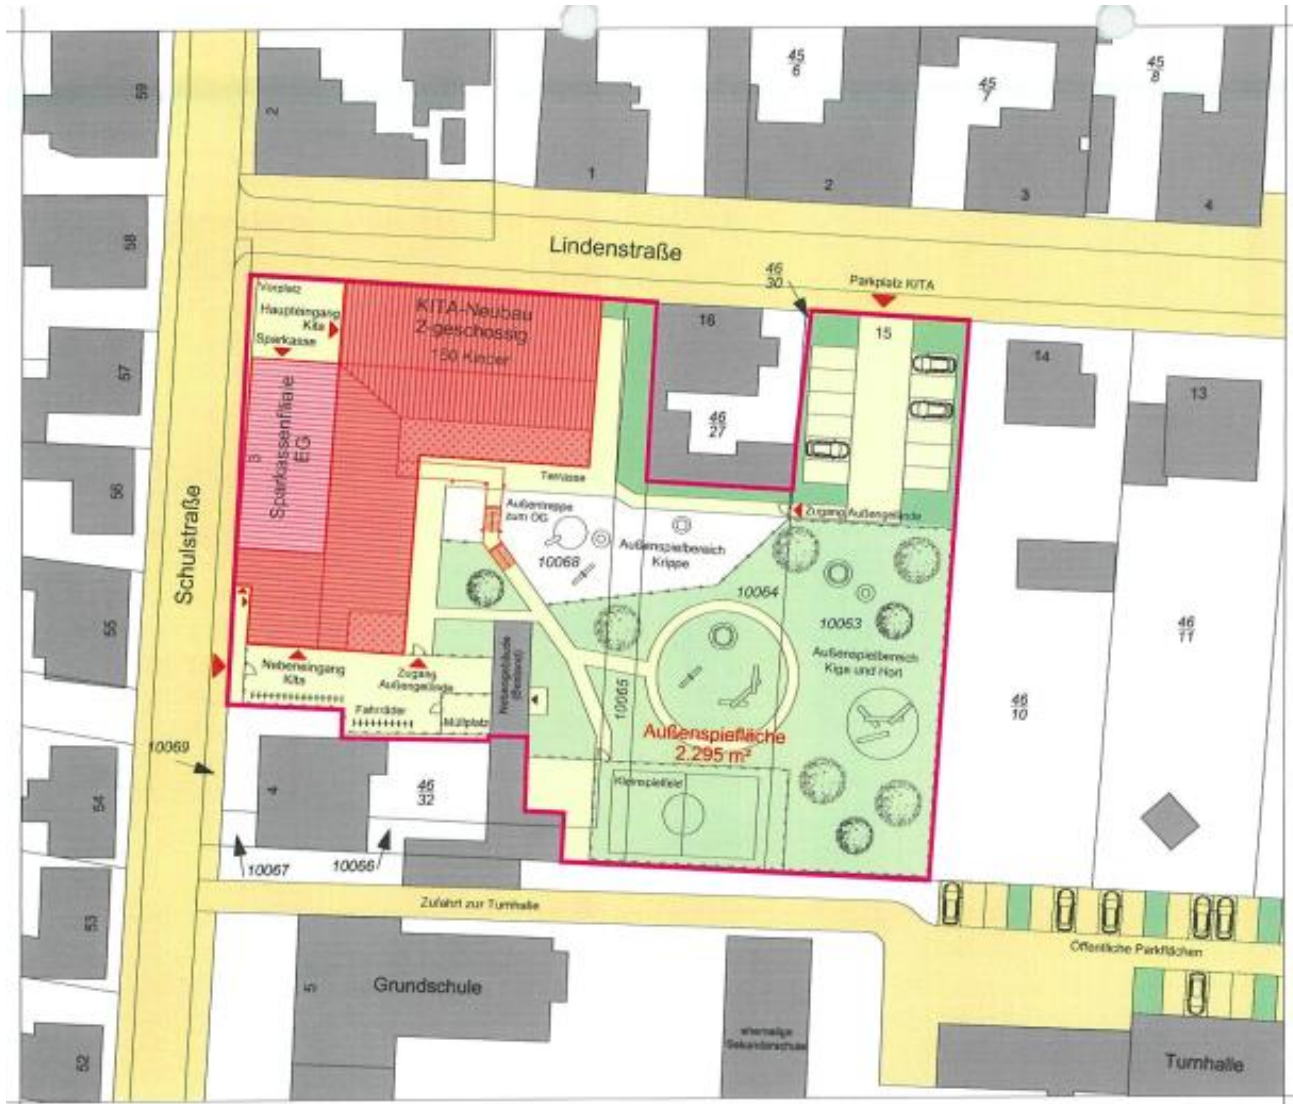 59
2
1
45
6
2
45
7
3
45
8
4
58
Lindenstraße
46
30
Parkplatz KITA
Vorplatz
Haupteingang
Kita
Sparkasse
KITA-Neubau
2-geschossig
150 Kinder
16
15
14
13
57
3
Sparkassenfiliale
EG
46
27
56
Terrasse
Außentreppe
zum OG
Zugang Außengelände
Schulstraße
10068
Außenspielbereich
Krippe
10064
10063
55
Außenspielbereich
Kiga und Hort
46
11
Nebeneingang
Kita
Zugang
Außengelände
Nebengebäude
(Bestand)
10065
46
10
Fahrräder
Müllplatz
Außenspielfläche
2.295 m²
10069
54
4
46
32
Kleinspielfeld
10067
10066
53
Zufahrt zur Turnhalle
Öffentliche Parkflächen
5
Grundschule
ehemalige
Sekundarschule
52
Turnhalle